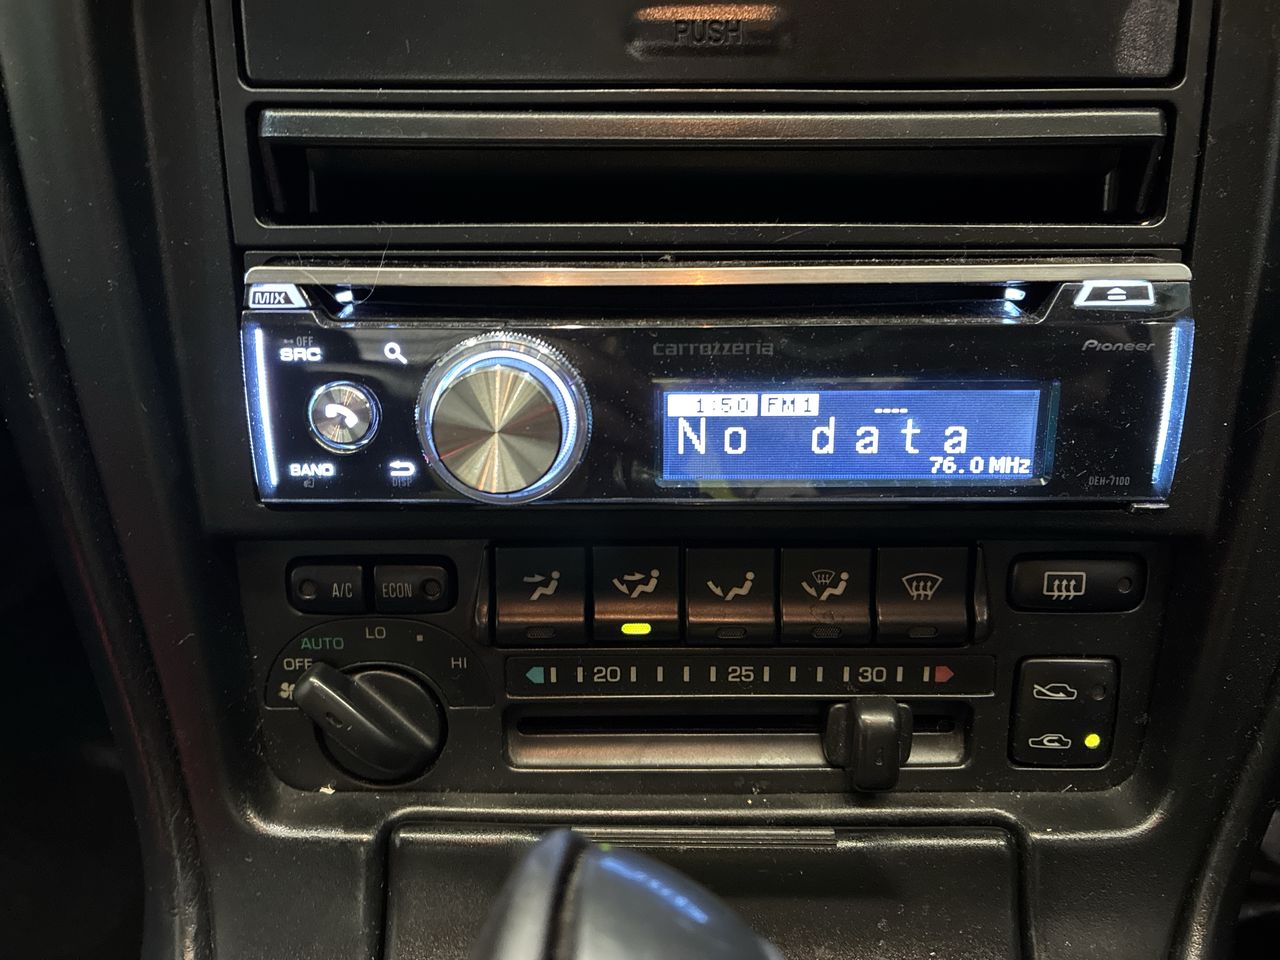 PUSH
MIX
OFF
SRC
carrozzeria
Pioneer
1:50 FM1
No data
76.0 MHz
BAND
DISP
DEH-7100
A/C
ECON
AUTO
LO
OFF
HI
20 25 30